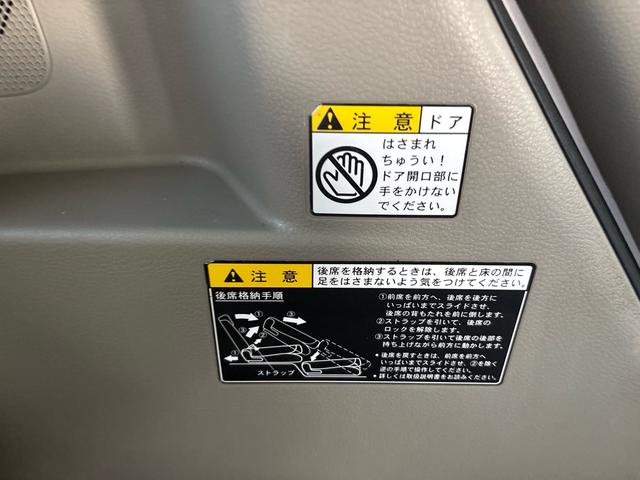 注意 ドア
はさまれ
ちゅうい！
ドア開口部に
手をかけない
でください。
注意
後席を格納するときは、後席と床の間に
足をはさまないよう気をつけてください。
後席格納手順
①前席を前方へ、後席を後方に
いっぱいまでスライドさせ、
後席の背もたれを前に倒します。
②ストラップを引いて、後席の
ロックを解除します。
③ストラップを引いて後席の後部を
持ち上げながら前方に動かします。
＊後席を戻すときは、前席を前方へ
いっぱいまでスライドさせ、②を除く
逆の手順で操作してください。
＊詳しくは取扱説明書をお読みください。
① ③ ② ③ ①
ストラップ